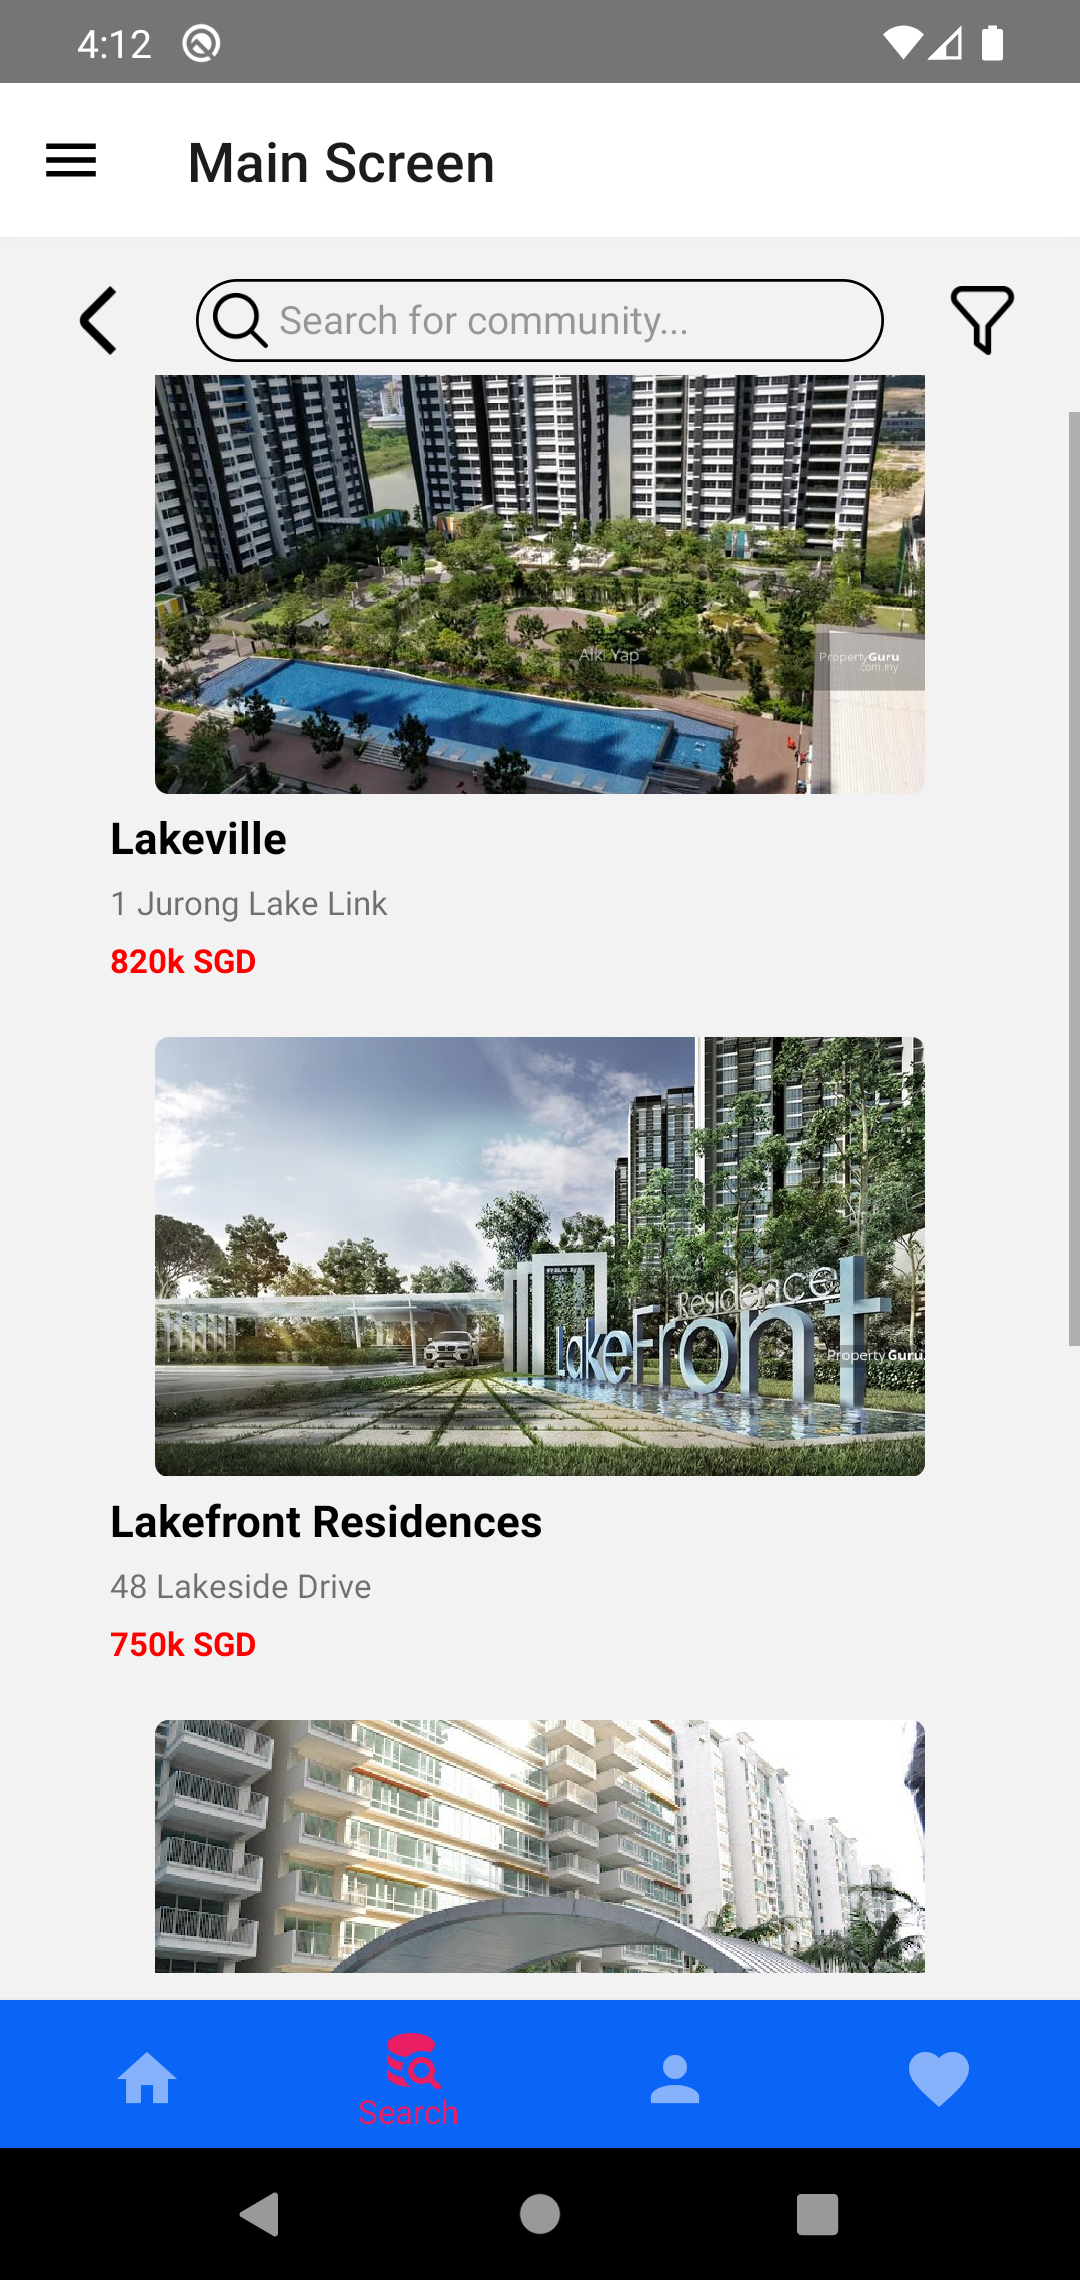 4:12
Main Screen
Search for community...
Aiki Yap
PropertyGuru
.com.my
Lakeville
1 Jurong Lake Link
820k SGD
Residence
LakeFront
PropertyGuru
Lakefront Residences
48 Lakeside Drive
750k SGD
Search